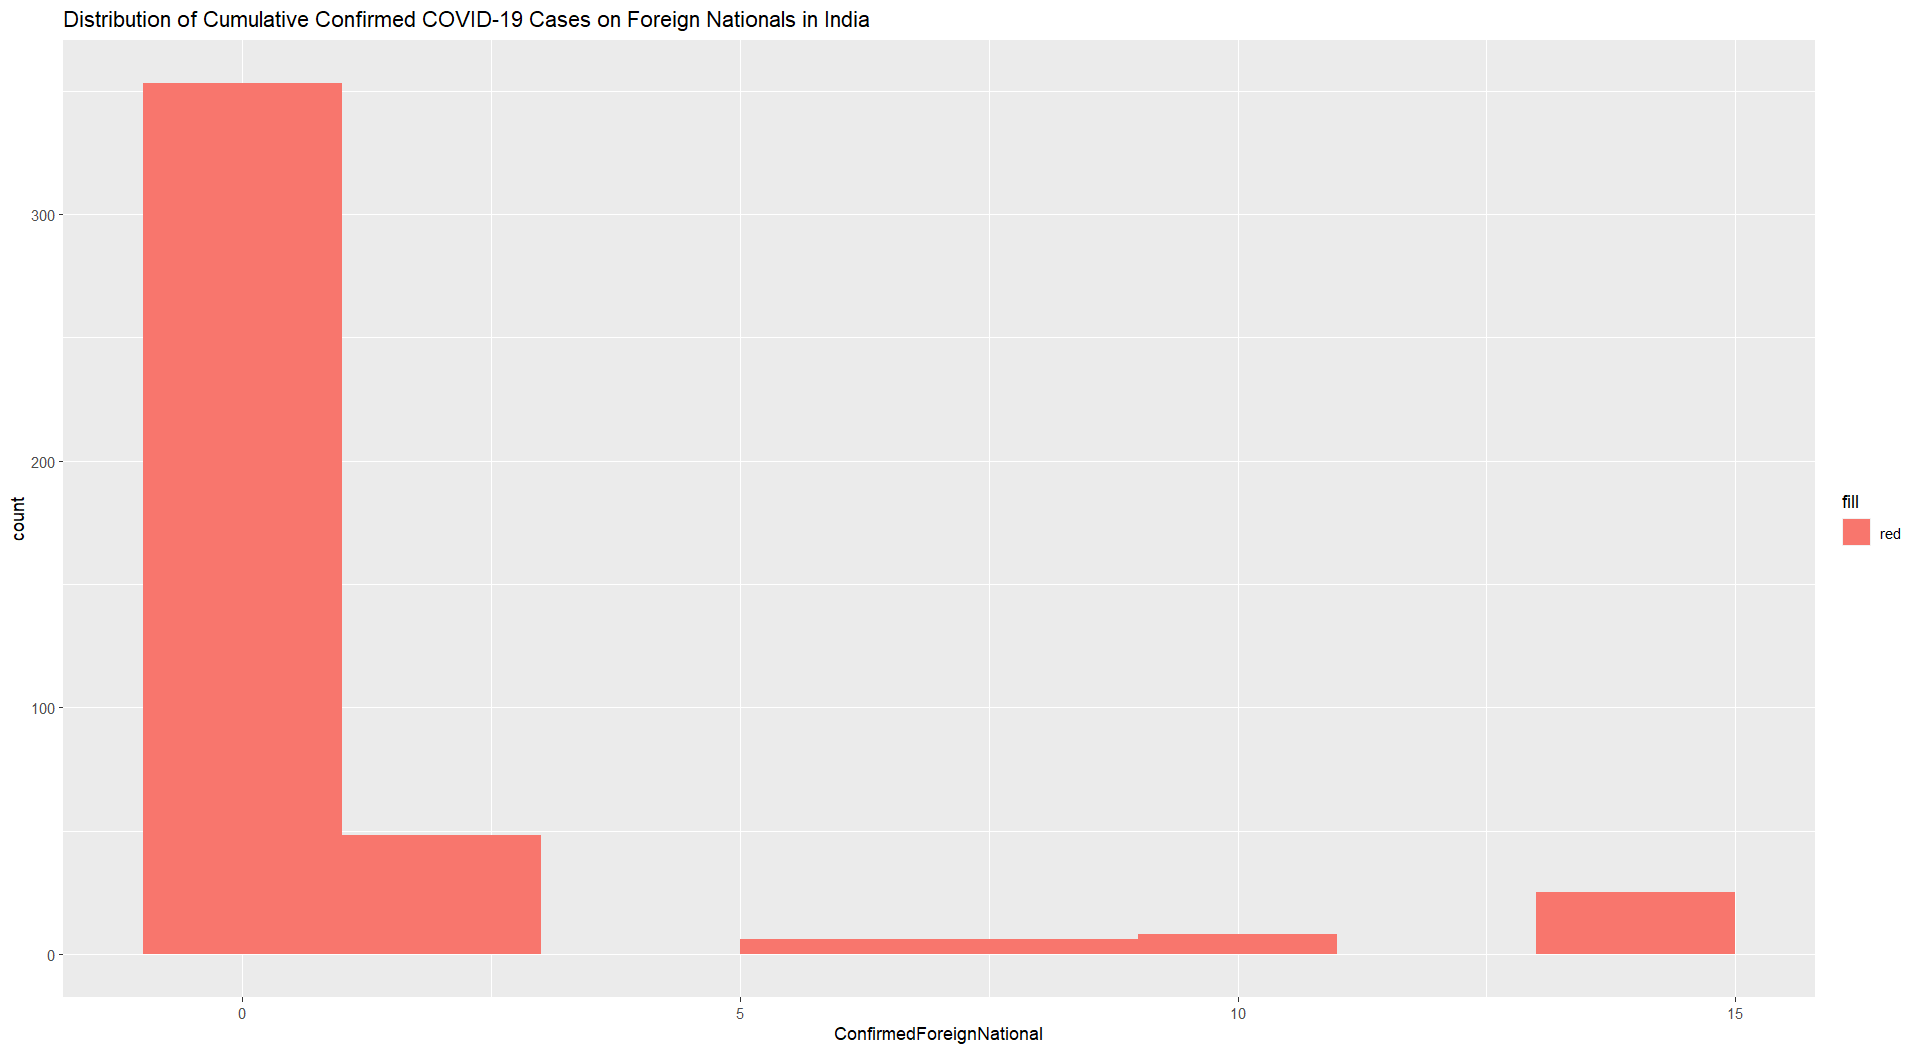 Distribution of Cumulative Confirmed COVID-19 Cases on Foreign Nationals in India
300
200
100
0
count
0 5 10 15
ConfirmedForeignNational
fill
red